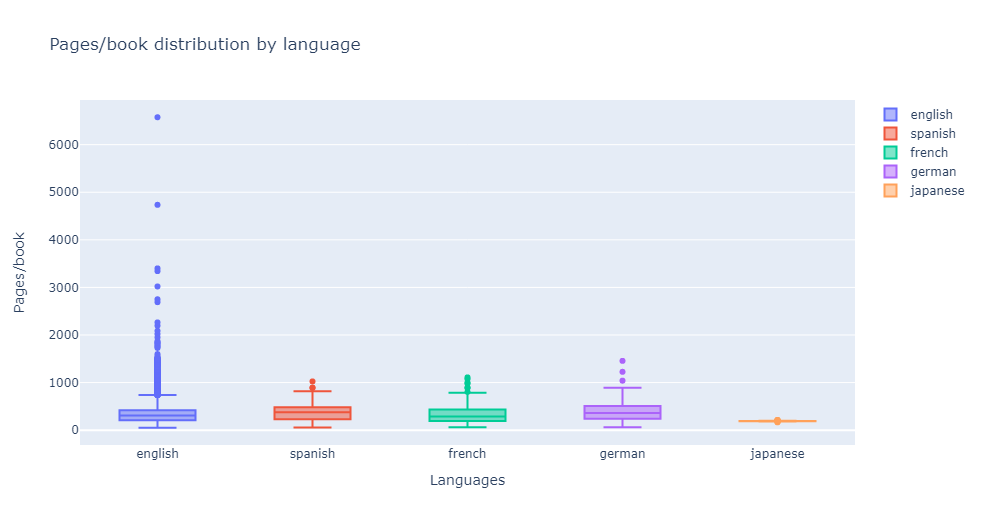 Pages/book distribution by language
english
spanish
french
german
japanese
Pages/book
6000
5000
4000
3000
2000
1000
0
english spanish french german japanese
Languages